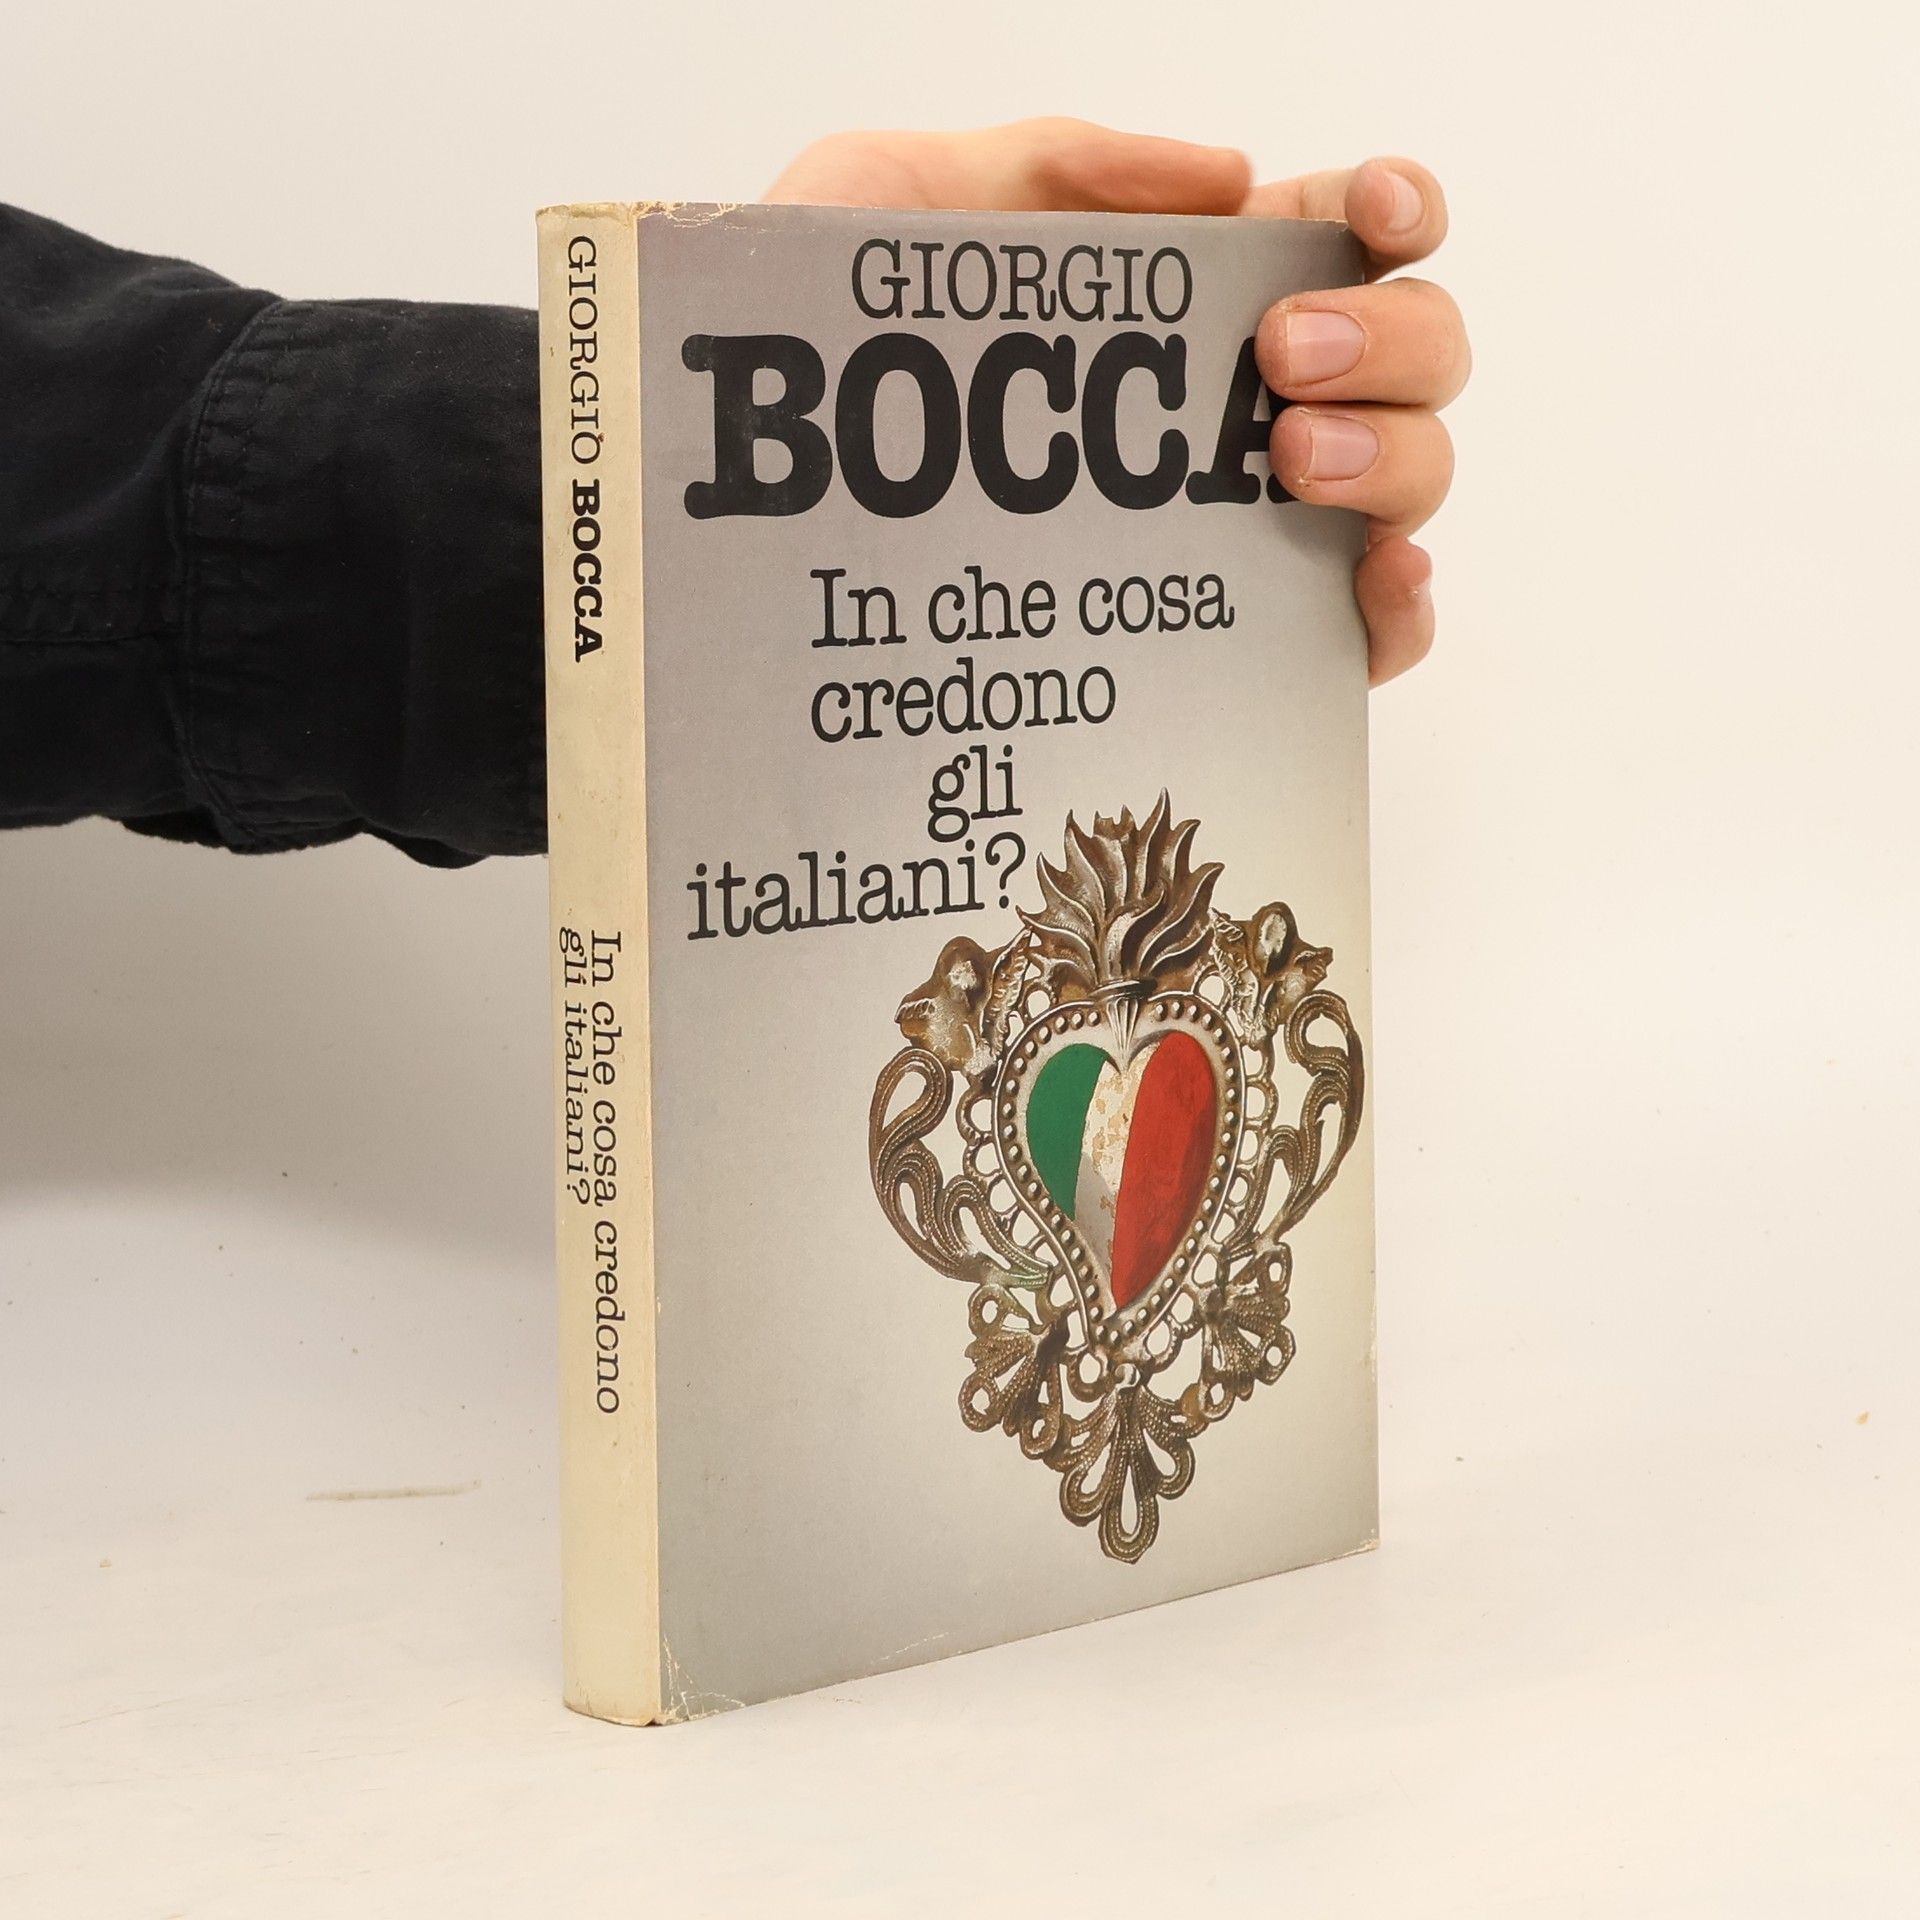 GIORGIO BOCCA
In che cosa credono
gli italiani?
GIORGIO
BOCCA
In che cosa
credono
gli
italiani?